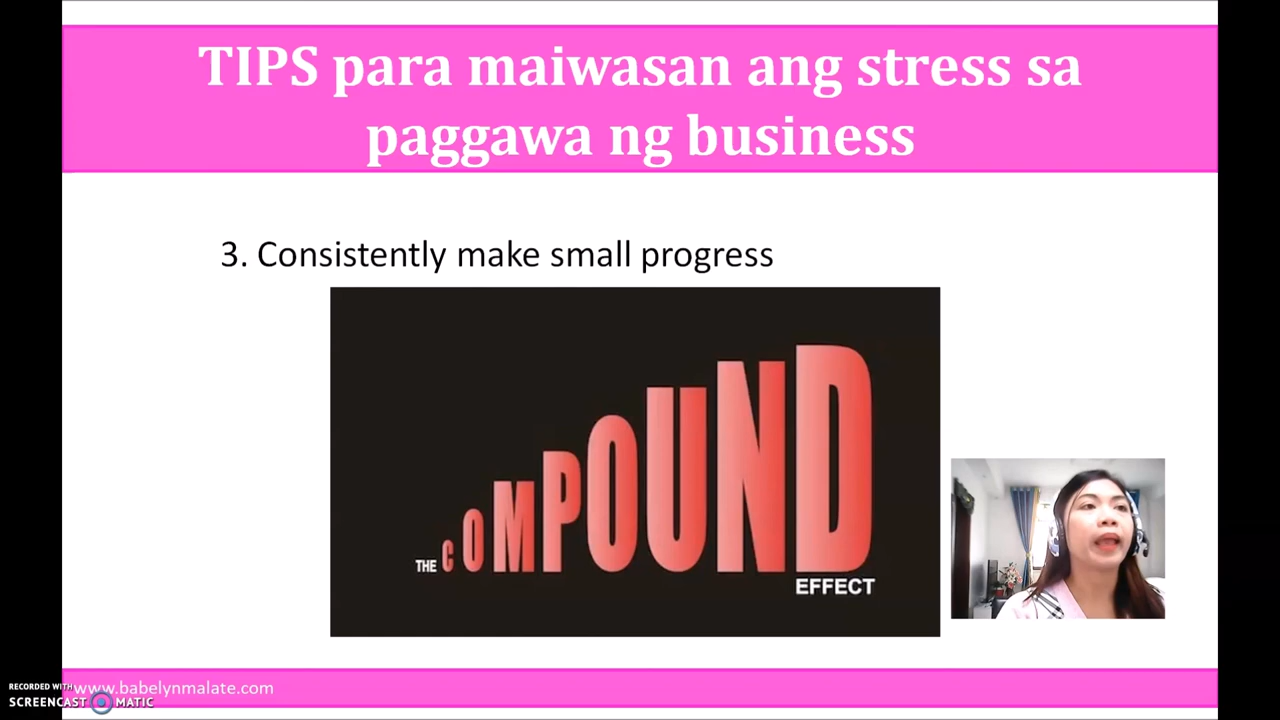 TIPS para maiwasan ang stress sa
paggawa ng business
3. Consistently make small progress
THE COMPOUND
EFFECT
www.babelynmalate.com
RECORDED WITH
SCREENCAST MATIC